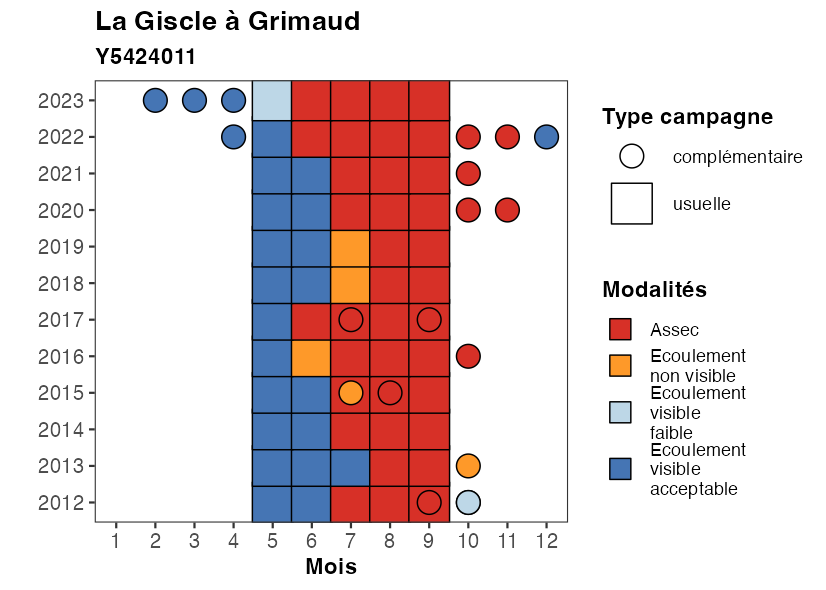 La Giscle à Grimaud
Y5424011
2023
2022
2021
2020
2019
2018
2017
2016
2015
2014
2013
2012
1 2 3 4 5 6 7 8 9 10 11 12
Mois
Type campagne
complémentaire
usuelle
Modalités
Assec
Ecoulement
non visible
Ecoulement
visible
faible
Ecoulement
visible
acceptable